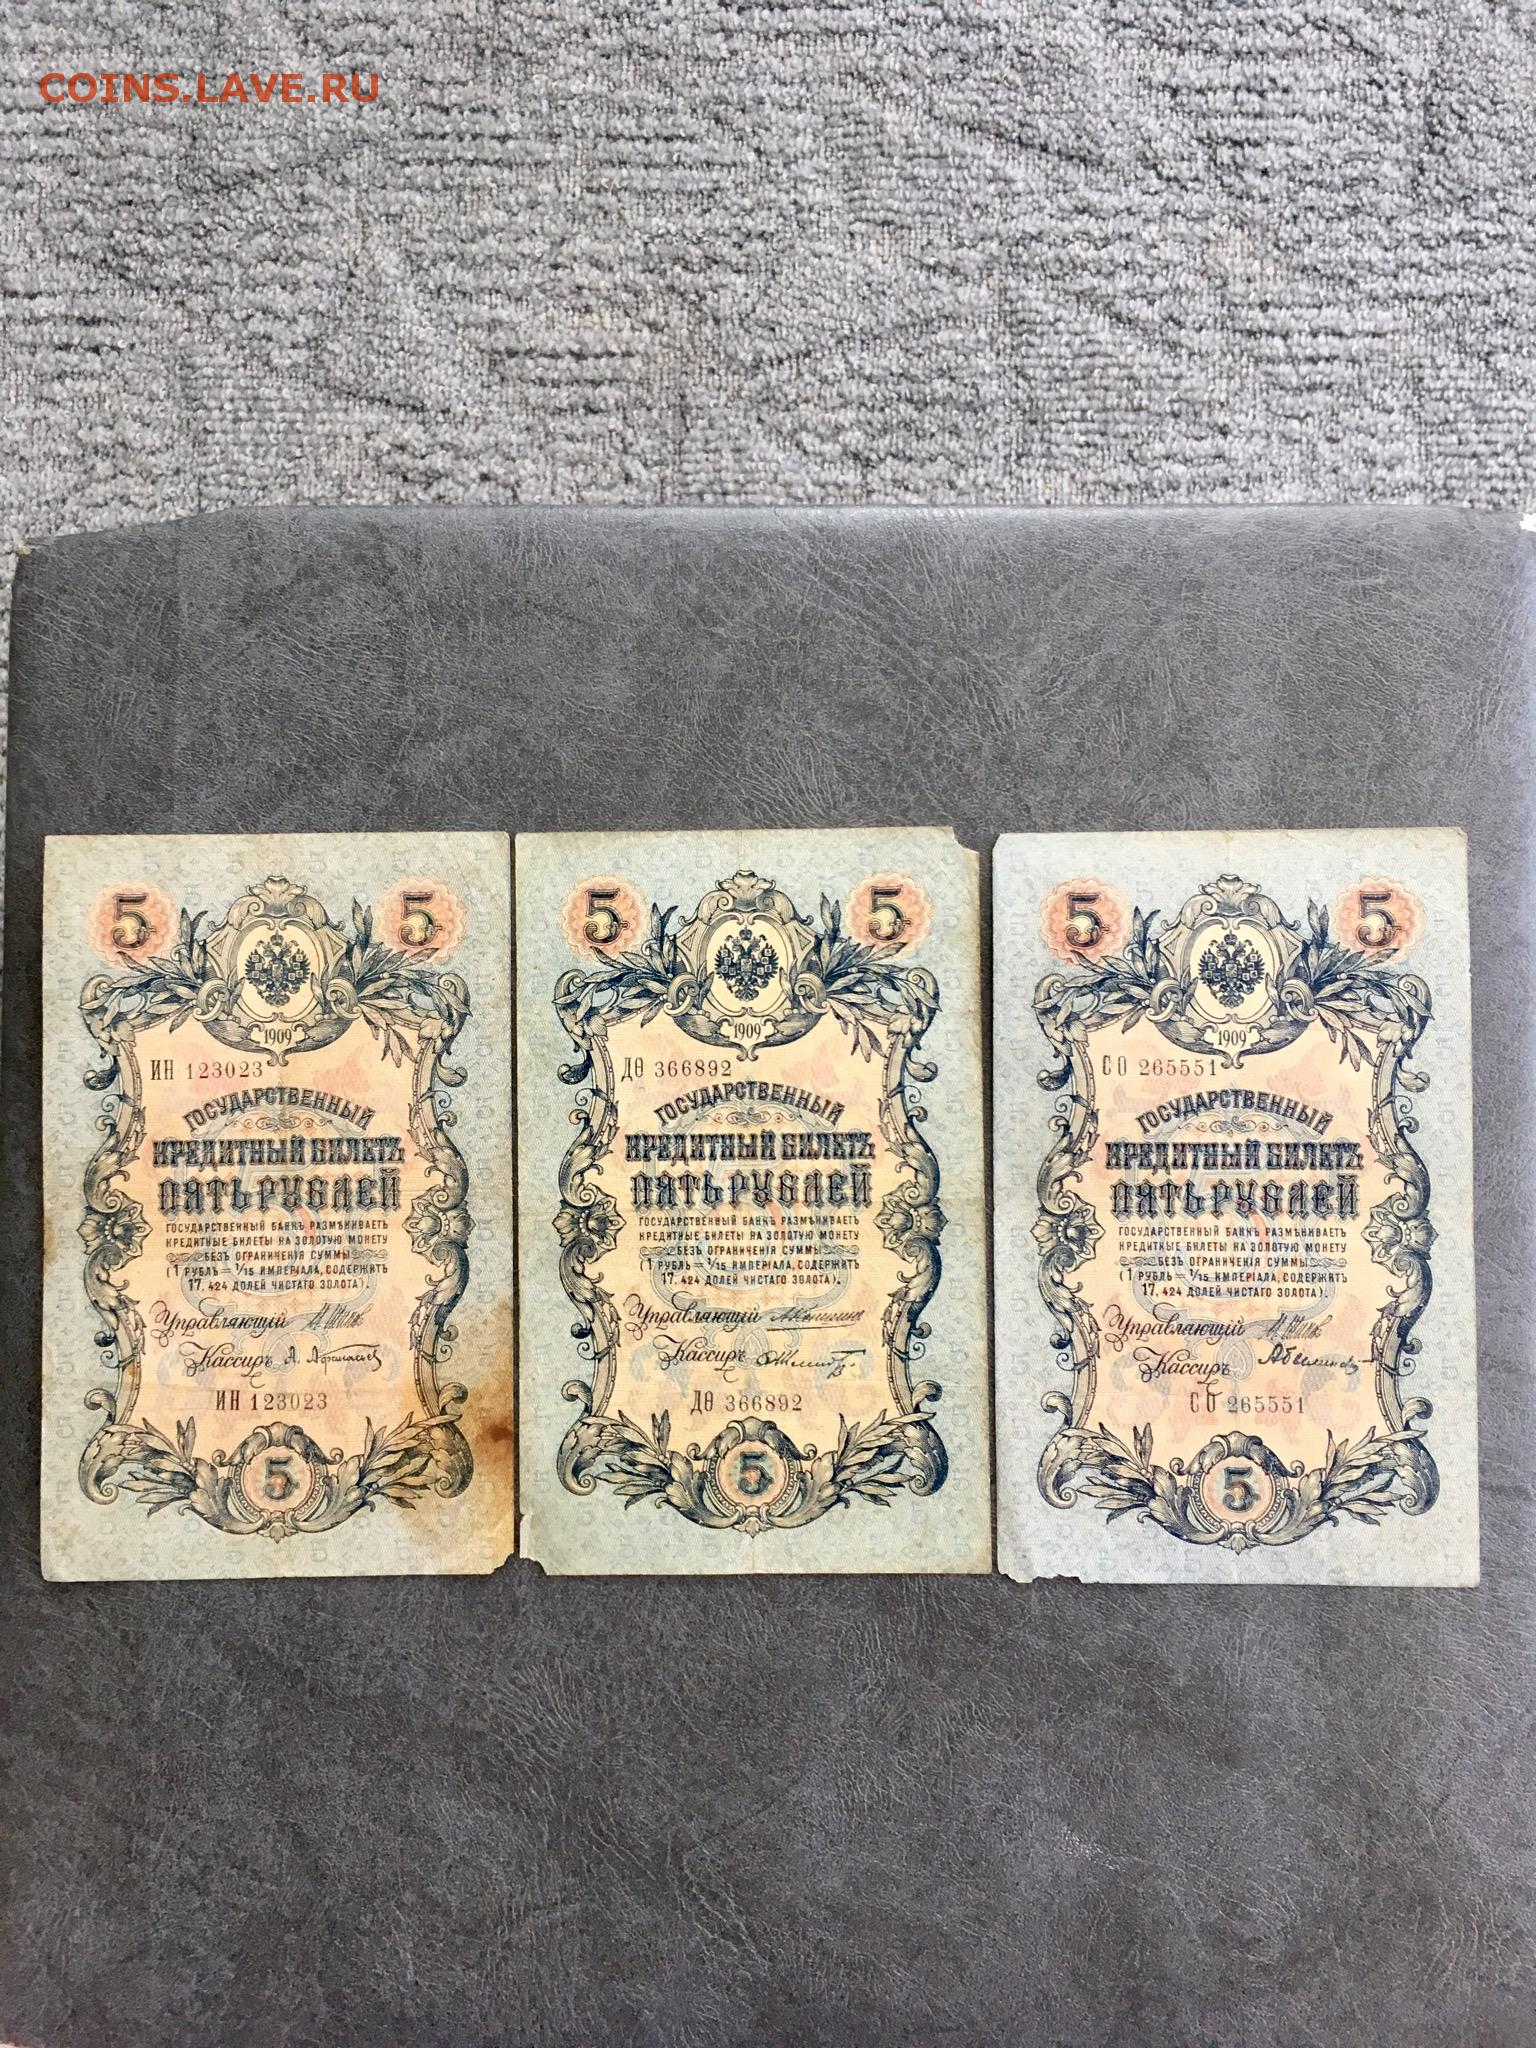 COINS.LAVE.RU
5 5
1909
ИН 123023
ГОСУДАРСТВЕННЫЙ
КРЕДИТНЫЙ БИЛЕТЪ
ПЯТЬ РУБЛЕЙ
ГОСУДАРСТВЕННЫЙ БАНКЪ РАЗМѢНИВАЕТЪ
КРЕДИТНЫЕ БИЛЕТЫ НА ЗОЛОТУЮ МОНЕТУ
БЕЗЪ ОГРАНИЧЕНІЯ СУММЫ
(1 РУБЛЬ = 1/15 ИМПЕРІАЛА, СОДЕРЖИТЪ
17,424 ДОЛЕЙ ЧИСТАГО ЗОЛОТА).
Управляющій
Кассиръ А. Афанасьев
ИН 123023
5
5 5
1909
ДѲ 366892
ГОСУДАРСТВЕННЫЙ
КРЕДИТНЫЙ БИЛЕТЪ
ПЯТЬ РУБЛЕЙ
ГОСУДАРСТВЕННЫЙ БАНКЪ РАЗМѢНИВАЕТЪ
КРЕДИТНЫЕ БИЛЕТЫ НА ЗОЛОТУЮ МОНЕТУ
БЕЗЪ ОГРАНИЧЕНІЯ СУММЫ
(1 РУБЛЬ = 1/15 ИМПЕРІАЛА, СОДЕРЖИТЪ
17,424 ДОЛЕЙ ЧИСТАГО ЗОЛОТА).
Управляющій
Кассиръ
ДѲ 366892
5
5 5
1909
СО 265551
ГОСУДАРСТВЕННЫЙ
КРЕДИТНЫЙ БИЛЕТЪ
ПЯТЬ РУБЛЕЙ
ГОСУДАРСТВЕННЫЙ БАНКЪ РАЗМѢНИВАЕТЪ
КРЕДИТНЫЕ БИЛЕТЫ НА ЗОЛОТУЮ МОНЕТУ
БЕЗЪ ОГРАНИЧЕНІЯ СУММЫ
(1 РУБЛЬ = 1/15 ИМПЕРІАЛА, СОДЕРЖИТЪ
17,424 ДОЛЕЙ ЧИСТАГО ЗОЛОТА).
Управляющій
Кассиръ
СО 265551
5